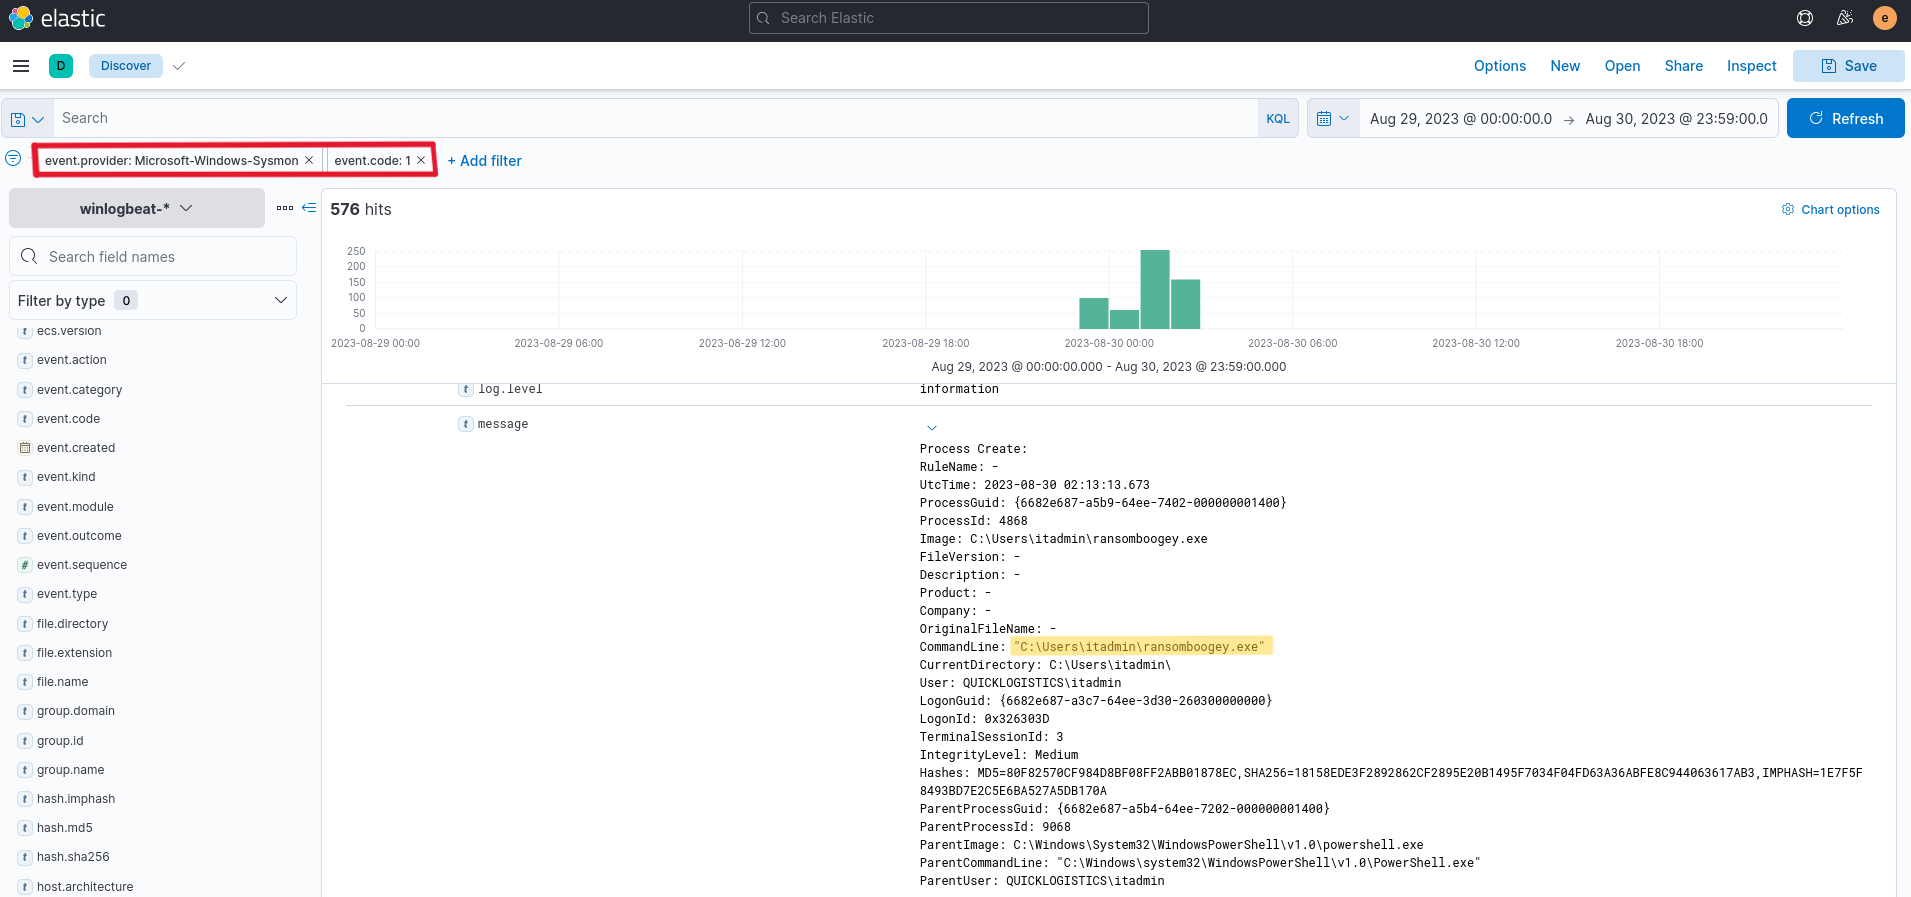 elastic
Search Elastic
e
D
Discover
Options
New
Open
Share
Inspect
Save
Search
KQL
Aug 29, 2023 @ 00:00:00.0 → Aug 30, 2023 @ 23:59:00.0
Refresh
event.provider: Microsoft-Windows-Sysmon ×
event.code: 1 ×
+ Add filter
winlogbeat-*
Search field names
Filter by type 0
t ecs.version
t event.action
t event.category
t event.code
event.created
t event.kind
t event.module
t event.outcome
# event.sequence
t event.type
t file.directory
t file.extension
t file.name
t group.domain
t group.id
t group.name
t hash.imphash
t hash.md5
t hash.sha256
t host.architecture
576 hits
Chart options
250
200
150
100
50
0
2023-08-29 00:00
2023-08-29 06:00
2023-08-29 12:00
2023-08-29 18:00
2023-08-30 00:00
2023-08-30 06:00
2023-08-30 12:00
2023-08-30 18:00
Aug 29, 2023 @ 00:00:00.000 - Aug 30, 2023 @ 23:59:00.000
t log.level
information
t message
Process Create:
RuleName: -
UtcTime: 2023-08-30 02:13:13.673
ProcessGuid: {6682e687-a5b9-64ee-7402-000000001400}
ProcessId: 4868
Image: C:\Users\itadmin\ransomboogey.exe
FileVersion: -
Description: -
Product: -
Company: -
OriginalFileName: -
CommandLine: "C:\Users\itadmin\ransomboogey.exe"
CurrentDirectory: C:\Users\itadmin\
User: QUICKLOGISTICS\itadmin
LogonGuid: {6682e687-a3c7-64ee-3d30-260300000000}
LogonId: 0x326303D
TerminalSessionId: 3
IntegrityLevel: Medium
Hashes: MD5=80F82570CF984D8BF08FF2ABB01878EC,SHA256=18158EDE3F2892862CF2895E20B1495F7034F04FD63A36ABFE8C944063617AB3,IMPHASH=1E7F5F
8493BD7E2C5E6BA527A5DB170A
ParentProcessGuid: {6682e687-a5b4-64ee-7202-000000001400}
ParentProcessId: 9068
ParentImage: C:\Windows\System32\WindowsPowerShell\v1.0\powershell.exe
ParentCommandLine: "C:\Windows\system32\WindowsPowerShell\v1.0\PowerShell.exe"
ParentUser: QUICKLOGISTICS\itadmin